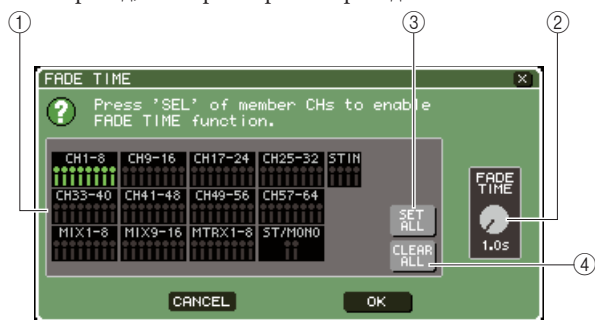 ① ③ ②
FADE TIME
Press 'SEL' of member CHs to enable
FADE TIME function.
CH1-8 CH9-16 CH17-24 CH25-32 STIN
CH33-40 CH41-48 CH49-56 CH57-64
MIX1-8 MIX9-16 MTRX1-8 ST/MONO
SET
ALL
CLEAR
ALL
FADE
TIME
1.0s
④
CANCEL OK